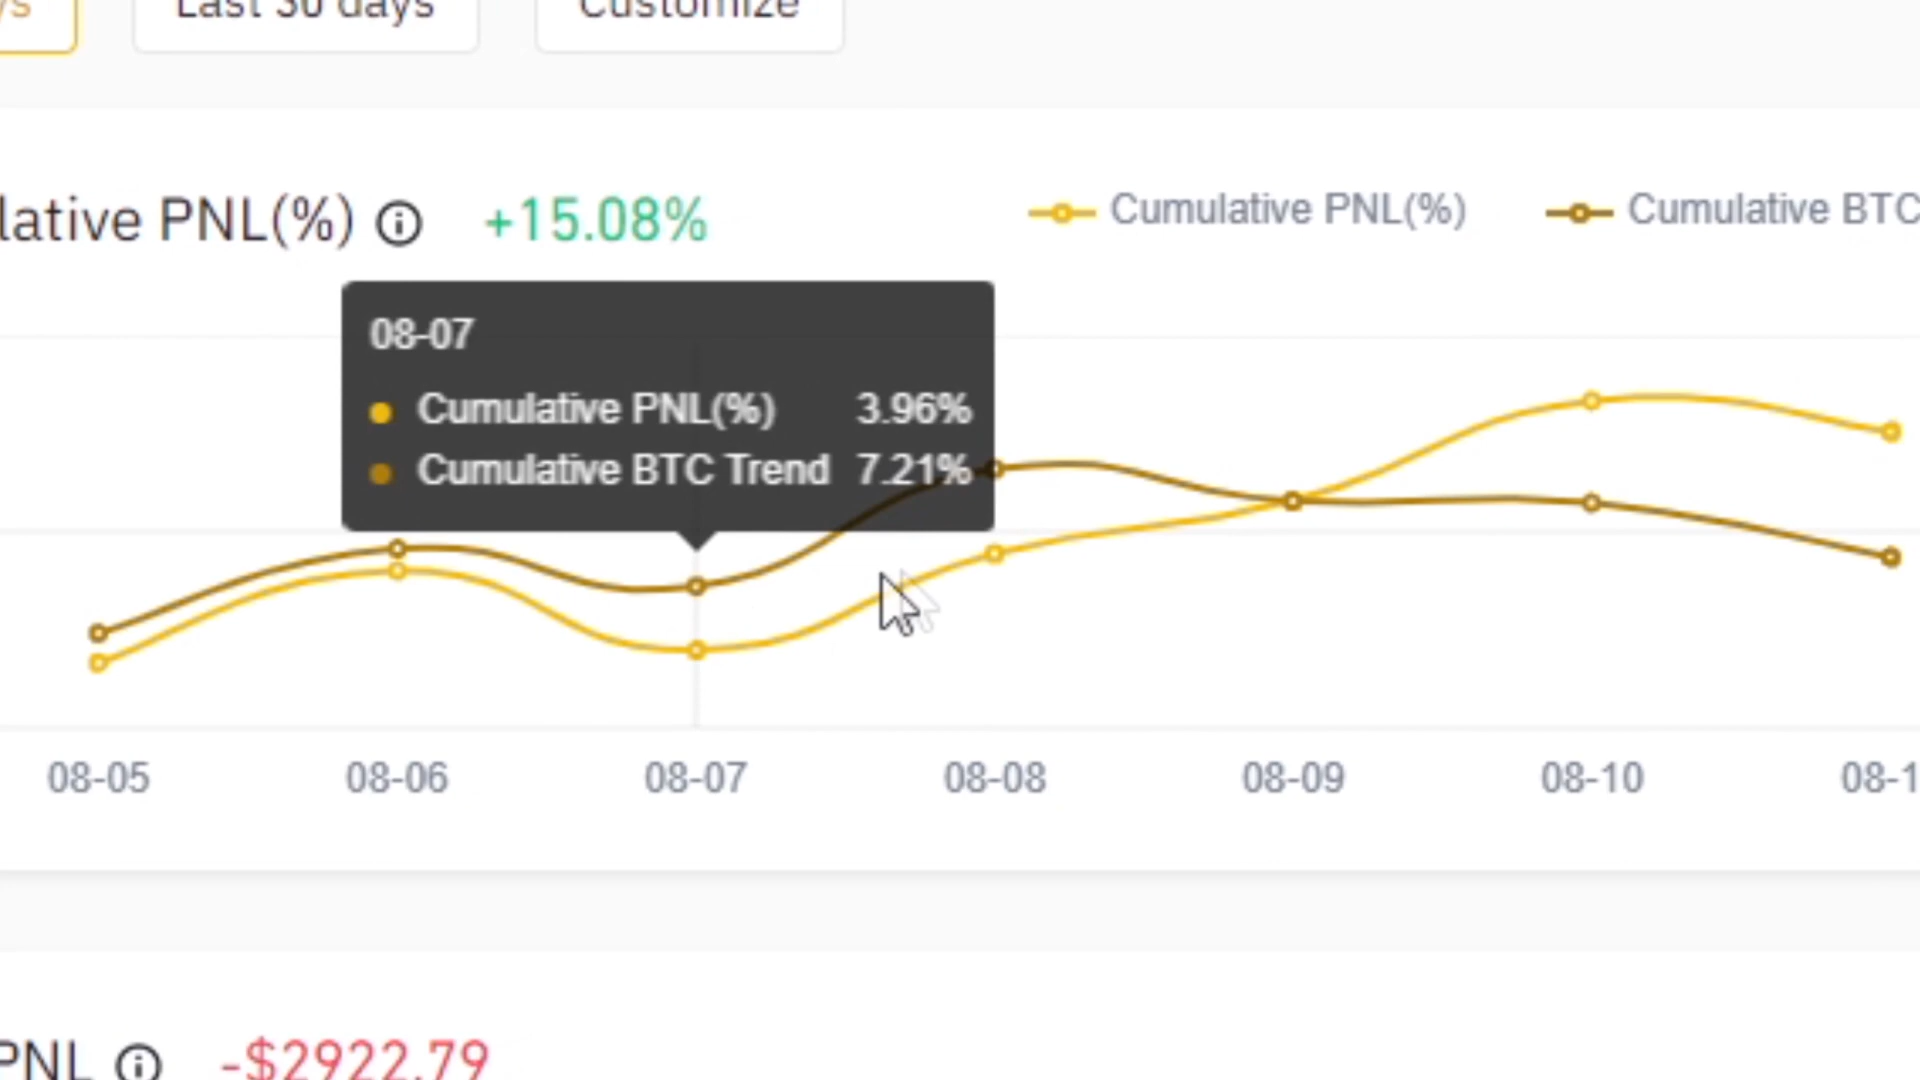 Last 30 days Customize
lative PNL(%) +15.08%
Cumulative PNL(%) Cumulative BTC
08-07
Cumulative PNL(%) 3.96%
Cumulative BTC Trend 7.21%
08-05 08-06 08-07 08-08 08-09 08-10 08-1
PNL -$2922.79